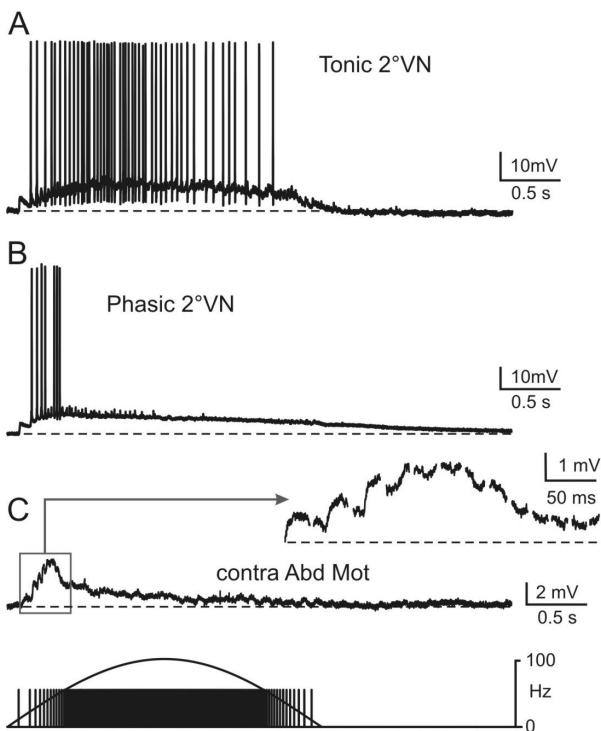 A
Tonic 2°VN
10mV
0.5 s
B
Phasic 2°VN
10mV
0.5 s
1 mV
50 ms
C
contra Abd Mot
2 mV
0.5 s
100
Hz
0